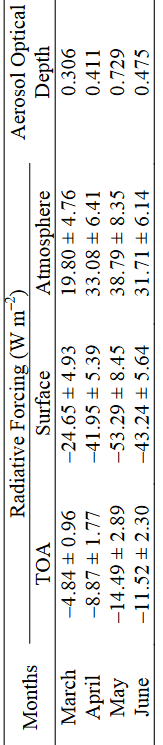 Months Radiative Forcing (W m−2) Aerosol Optical Depth
TOA Surface Atmosphere
March −4.84 ± 0.96 −24.65 ± 4.93 19.80 ± 4.76 0.306
April −8.87 ± 1.77 −41.95 ± 5.39 33.08 ± 6.41 0.411
May −14.49 ± 2.89 −53.29 ± 8.45 38.79 ± 8.35 0.729
June −11.52 ± 2.30 −43.24 ± 5.64 31.71 ± 6.14 0.475